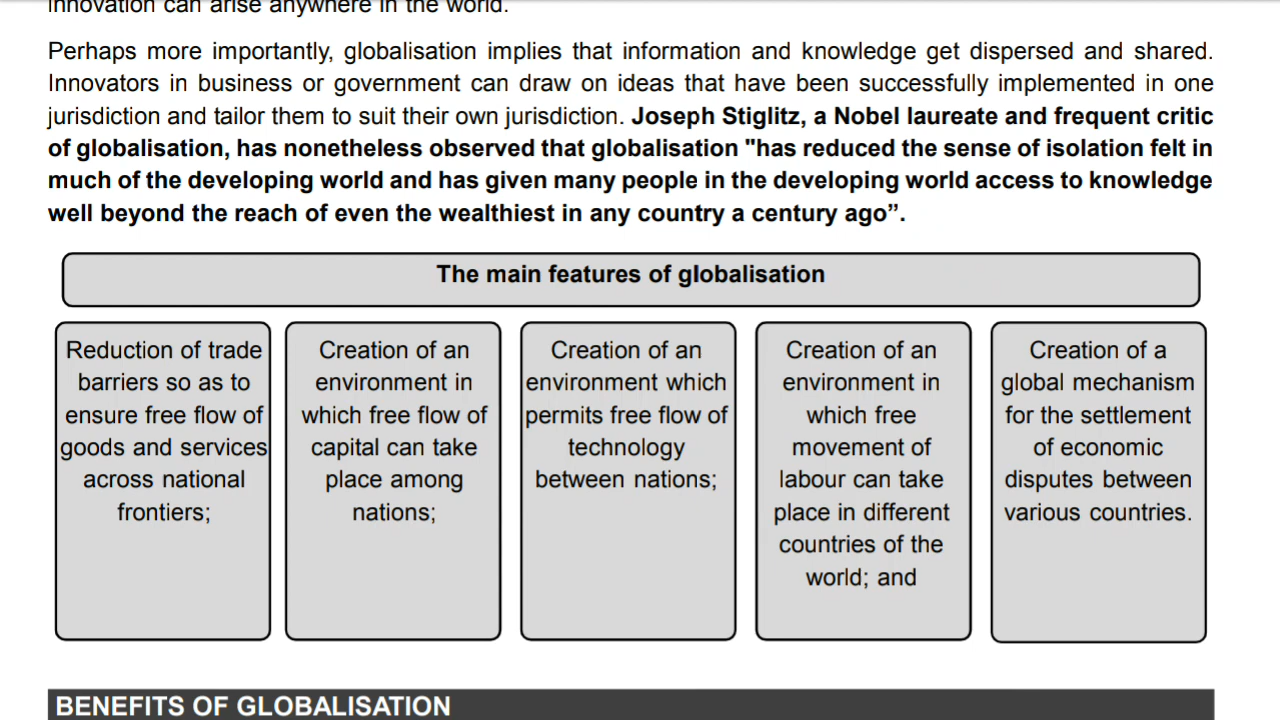 innovation can arise anywhere in the world.
Perhaps more importantly, globalisation implies that information and knowledge get dispersed and shared.
Innovators in business or government can draw on ideas that have been successfully implemented in one
jurisdiction and tailor them to suit their own jurisdiction. Joseph Stiglitz, a Nobel laureate and frequent critic
of globalisation, has nonetheless observed that globalisation "has reduced the sense of isolation felt in
much of the developing world and has given many people in the developing world access to knowledge
well beyond the reach of even the wealthiest in any country a century ago”.
The main features of globalisation
Reduction of trade
barriers so as to
ensure free flow of
goods and services
across national
frontiers;
Creation of an
environment in
which free flow of
capital can take
place among
nations;
Creation of an
environment which
permits free flow of
technology
between nations;
Creation of an
environment in
which free
movement of
labour can take
place in different
countries of the
world; and
Creation of a
global mechanism
for the settlement
of economic
disputes between
various countries.
BENEFITS OF GLOBALISATION